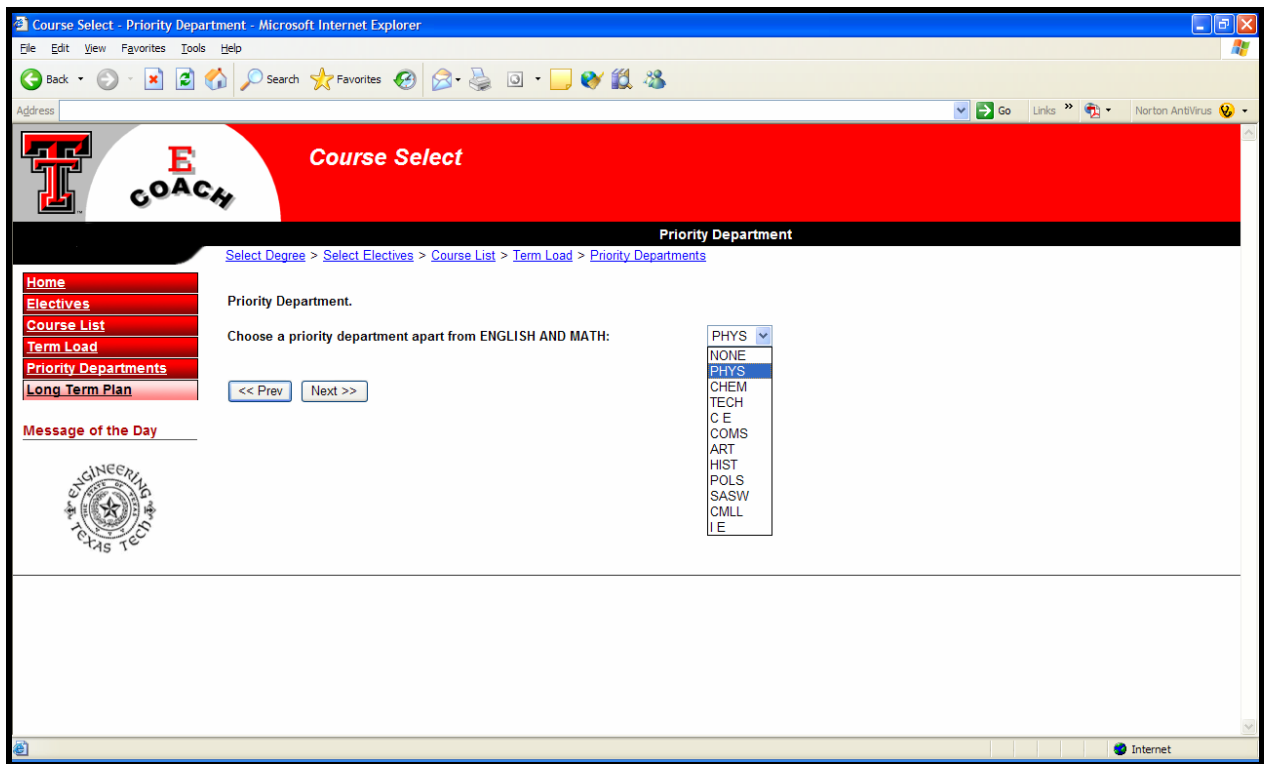 Course Select - Priority Department - Microsoft Internet Explorer
File Edit View Favorites Tools Help
Back Search Favorites
Address Go Links » Norton AntiVirus
T
E COACH
Course Select
Priority Department
Select Degree > Select Electives > Course List > Term Load > Priority Departments
Home
Electives
Course List
Term Load
Priority Departments
Long Term Plan
Message of the Day
ENGINEERING
TEXAS TECH
Priority Department.
Choose a priority department apart from ENGLISH AND MATH: PHYS
NONE
PHYS
CHEM
TECH
C E
COMS
ART
HIST
POLS
SASW
CMLL
I E
<< Prev Next >>
Internet